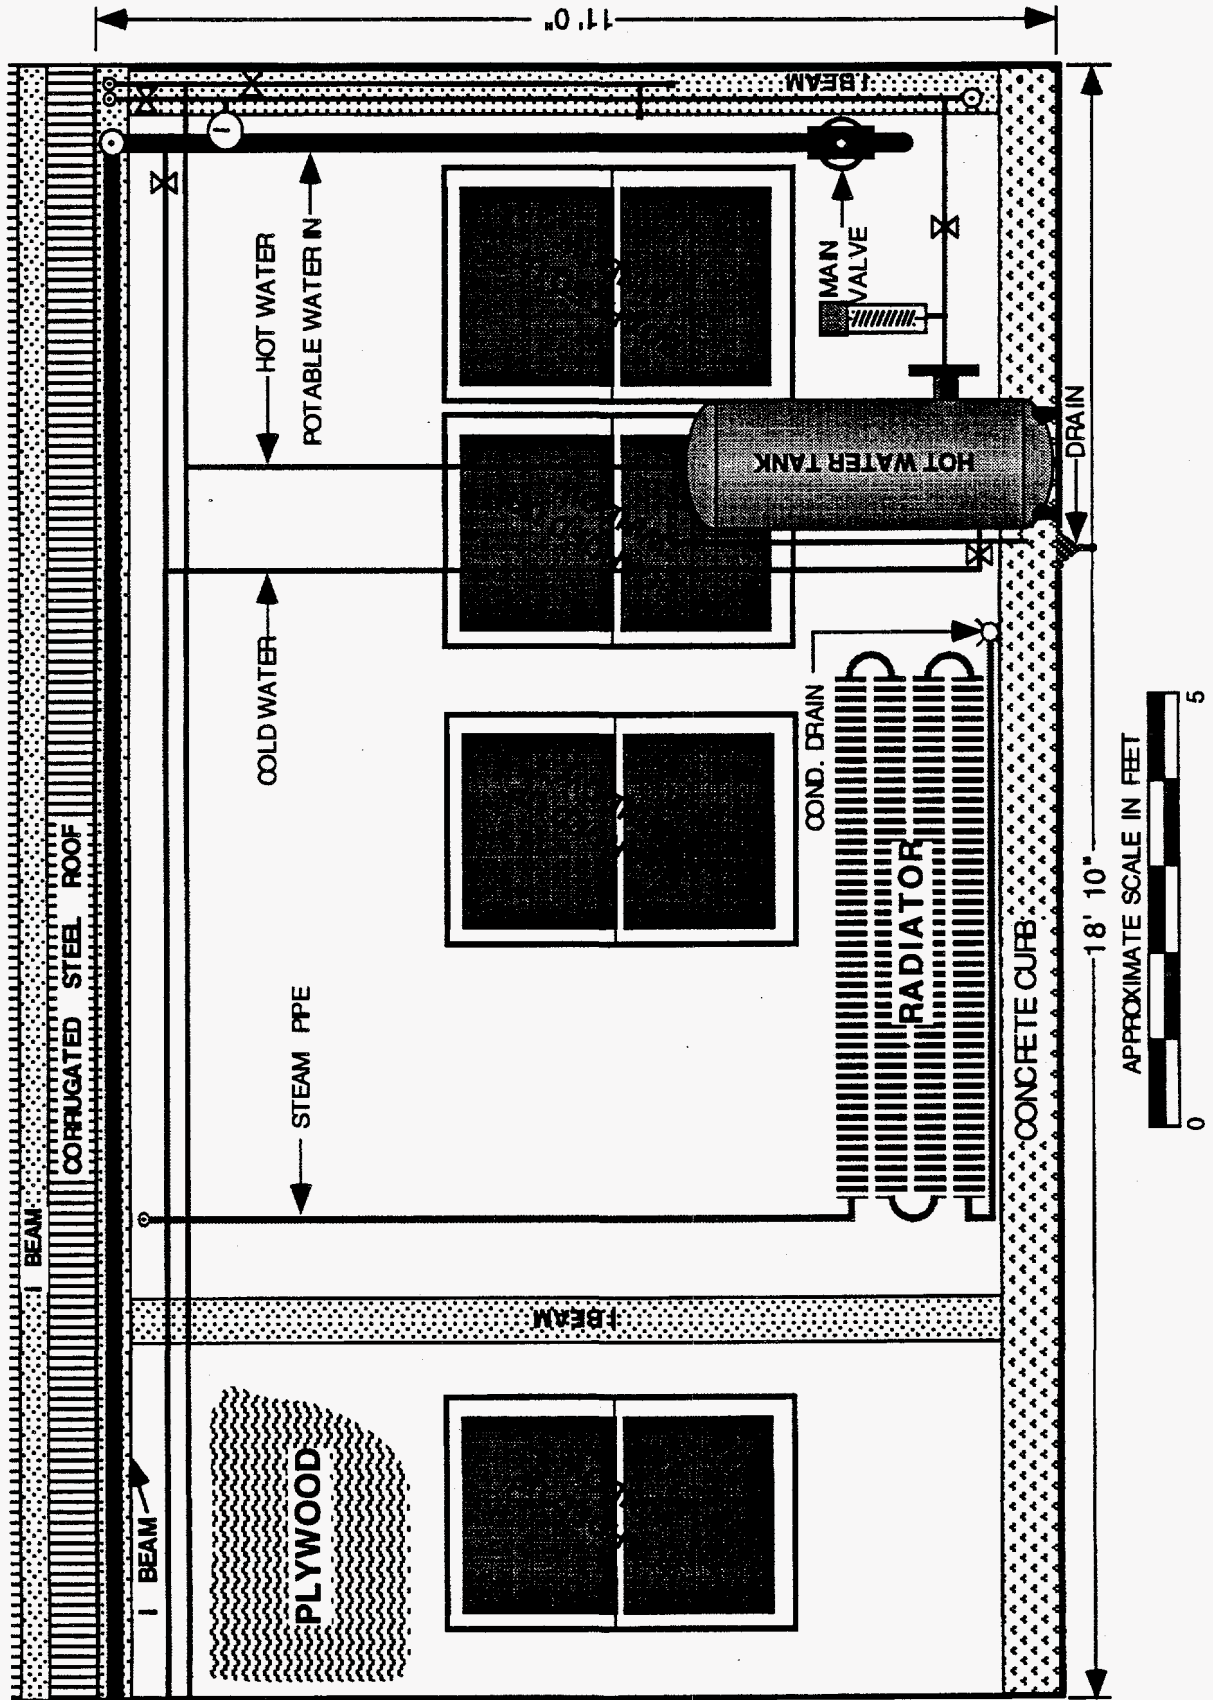 I BEAM
CORRUGATED STEEL ROOF
I BEAM
PLYWOOD
I BEAM
STEAM PIPE
COLD WATER
HOT WATER
POTABLE WATER IN
I BEAM
11' 0"
MAIN
VALVE
HOT WATER TANK
DRAIN
COND. DRAIN
RADIATOR
CONCRETE CURB
18' 10"
APPROXIMATE SCALE IN FEET
0 5